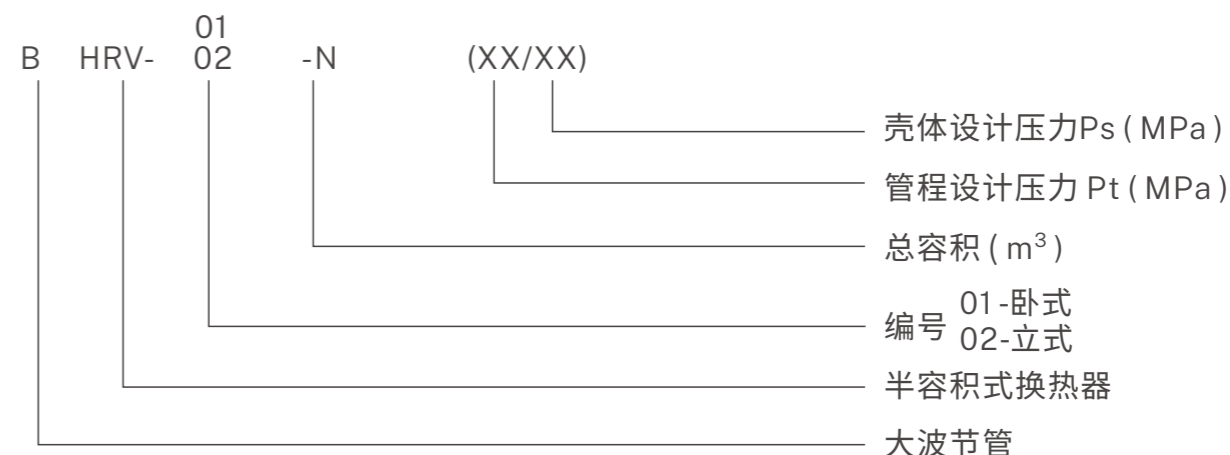 01
B HRV- 02 -N (XX/XX)
壳体设计压力Ps ( MPa )
管程设计压力 Pt ( MPa )
总容积 ( m³ )
编号 01-卧式
02-立式
半容积式换热器
大波节管